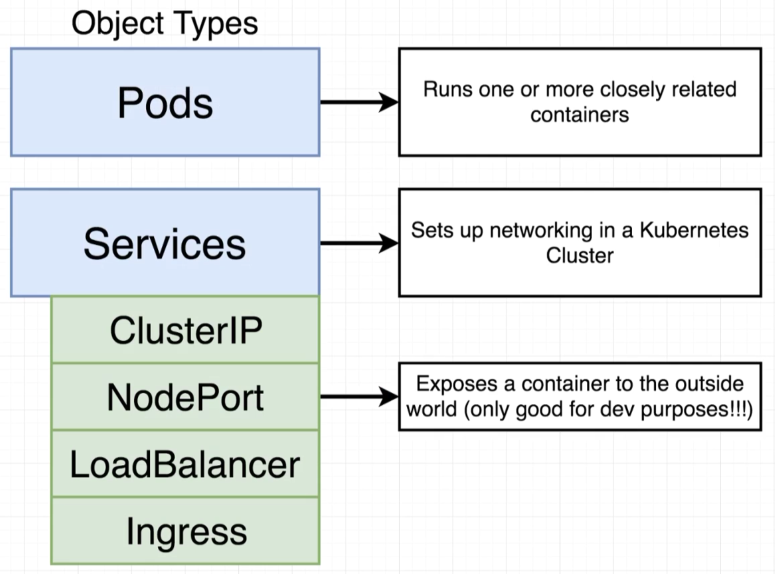 Object Types
Pods
Runs one or more closely related
containers
Services
Sets up networking in a Kubernetes
Cluster
ClusterIP
NodePort
Exposes a container to the outside
world (only good for dev purposes!!!)
LoadBalancer
Ingress